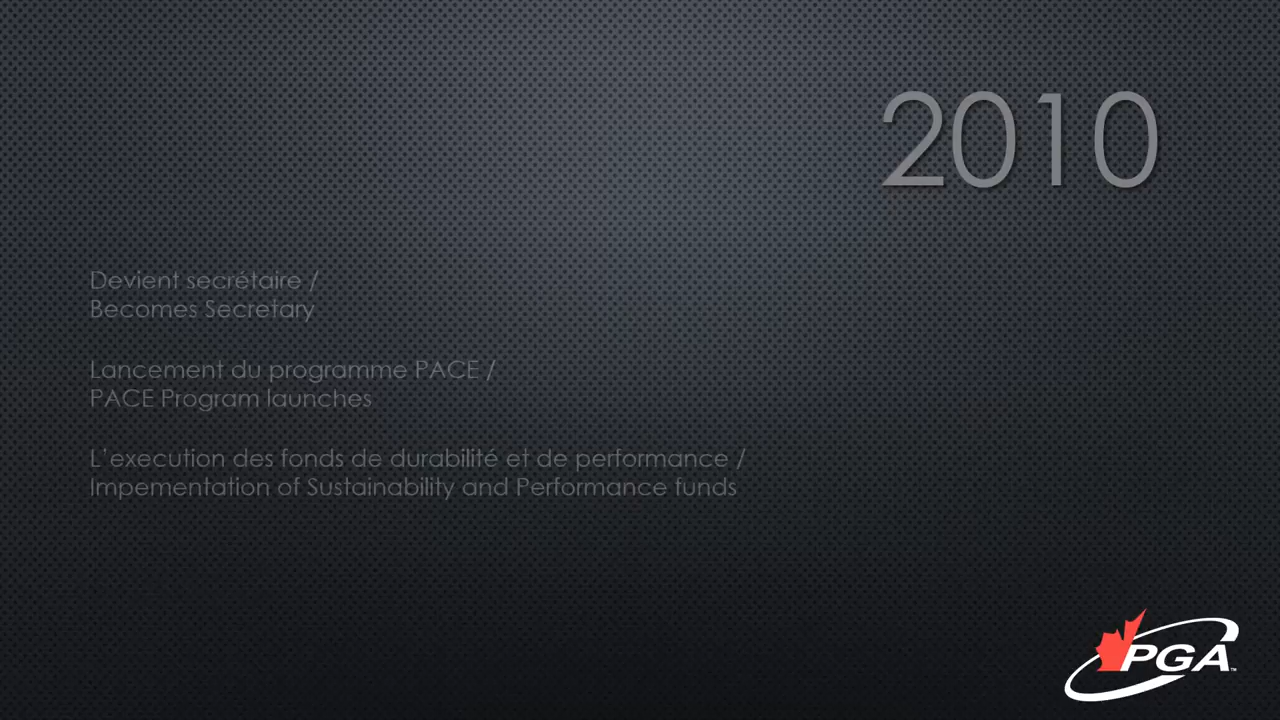 2010
Devient secrétaire /
Becomes Secretary
Lancement du programme PACE /
PACE Program launches
L'execution des fonds de durabilité et de performance /
Impementation of Sustainability and Performance funds
PGA™